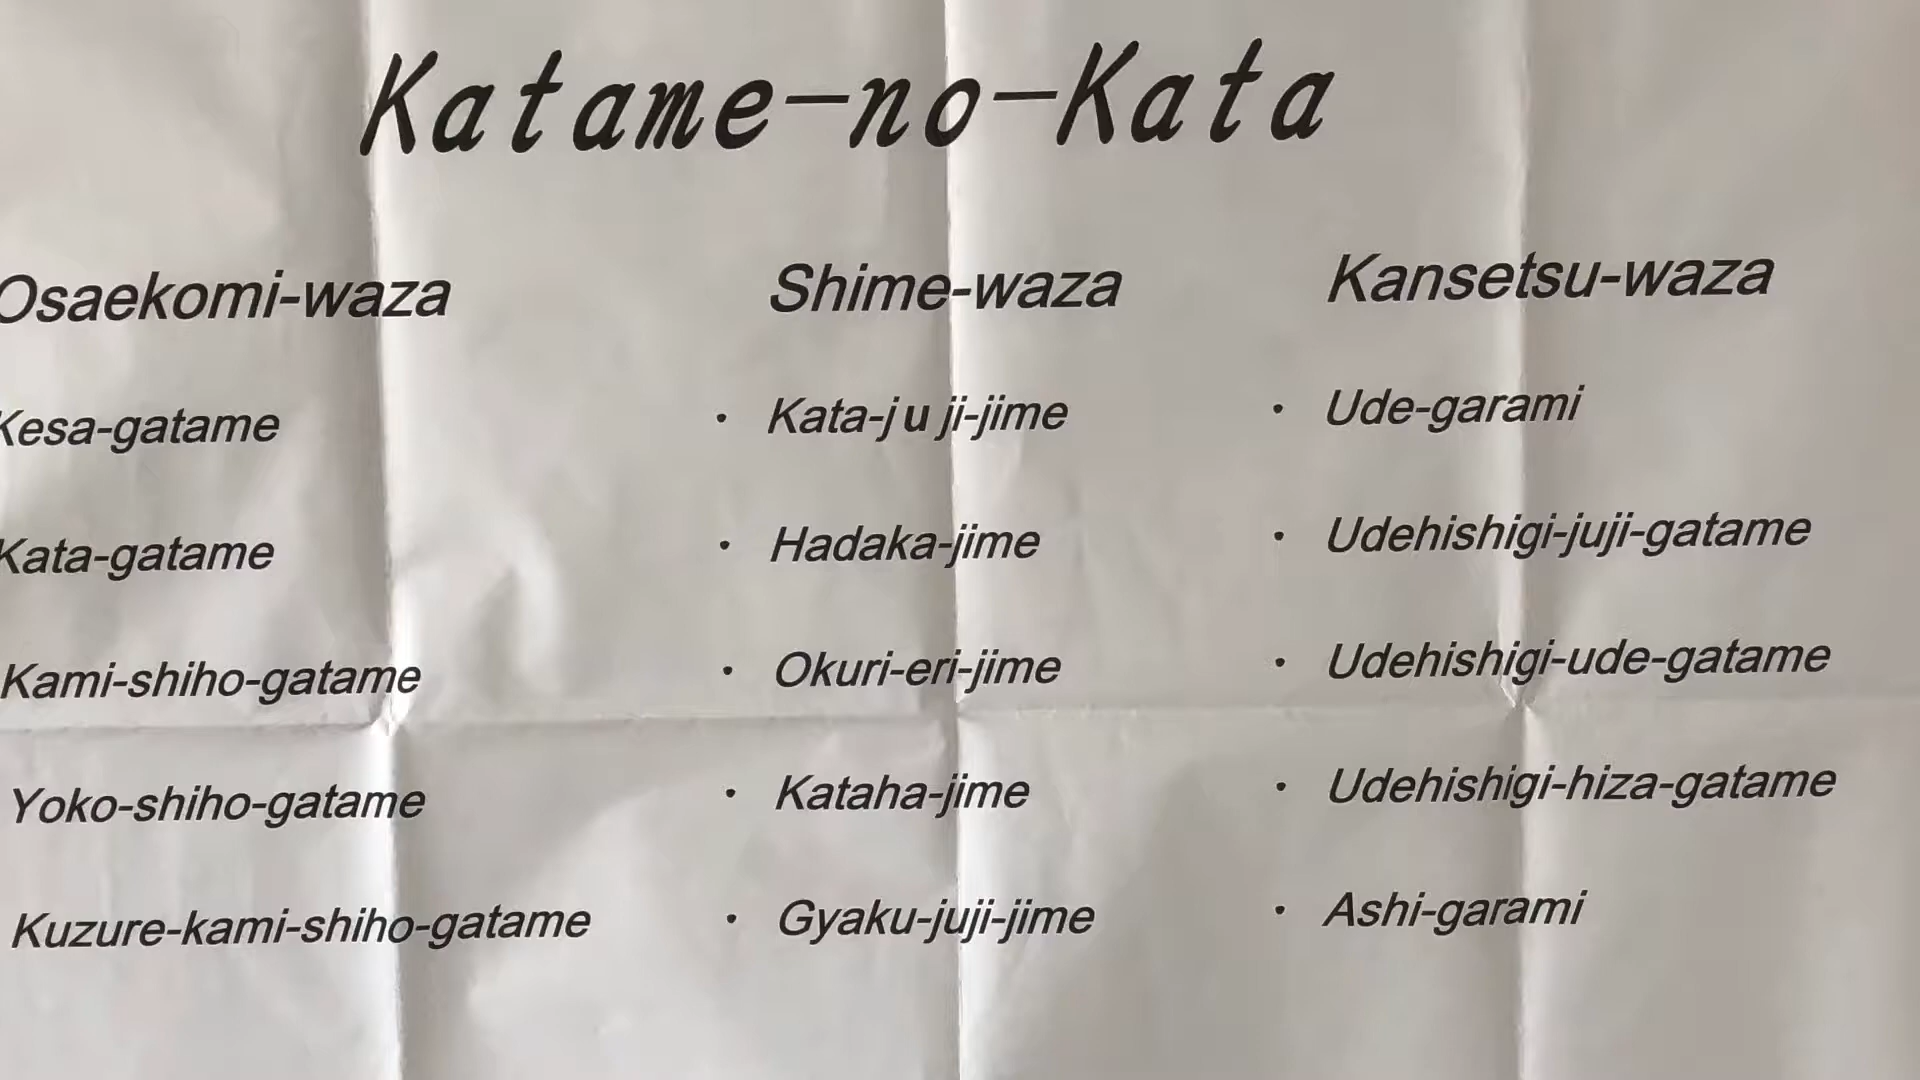 Katame-no-Kata
Osaekomi-waza
Kesa-gatame
Kata-gatame
Kami-shiho-gatame
Yoko-shiho-gatame
Kuzure-kami-shiho-gatame
Shime-waza
・ Kata-juji-jime
・ Hadaka-jime
・ Okuri-eri-jime
・ Kataha-jime
・ Gyaku-juji-jime
Kansetsu-waza
・ Ude-garami
・ Udehishigi-juji-gatame
・ Udehishigi-ude-gatame
・ Udehishigi-hiza-gatame
・ Ashi-garami